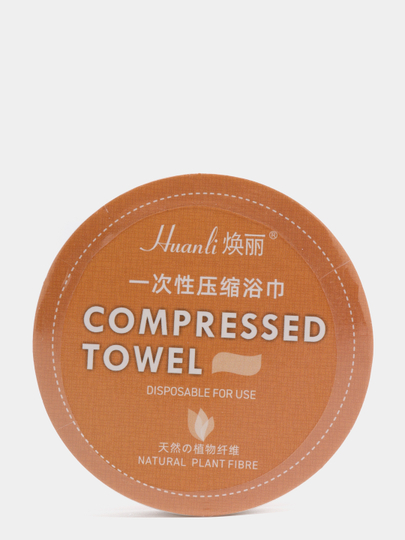 Huanli 焕丽®
一次性压缩浴巾
COMPRESSED
TOWEL
DISPOSABLE FOR USE
天然の植物纤维
NATURAL PLANT FIBRE